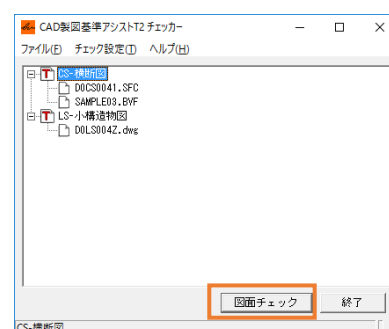 CAD製図基準アシストT2 チェッカー
ファイル(F) チェック設定(T) ヘルプ(H)
CS-横断図
D0CS0041.SFC
SAMPLE03.BVF
LS-小構造物図
D0LS004Z.dwg
図面チェック 終了
CS-横断図